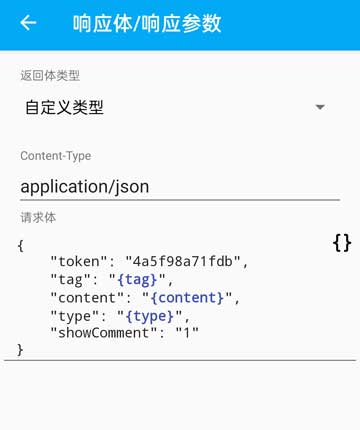 响应体/响应参数
返回体类型
自定义类型
Content-Type
application/json
请求体
{}
{
"token": "4a5f98a71fdb",
"tag": "{tag}",
"content": "{content}",
"type": "{type}",
"showComment": "1"
}